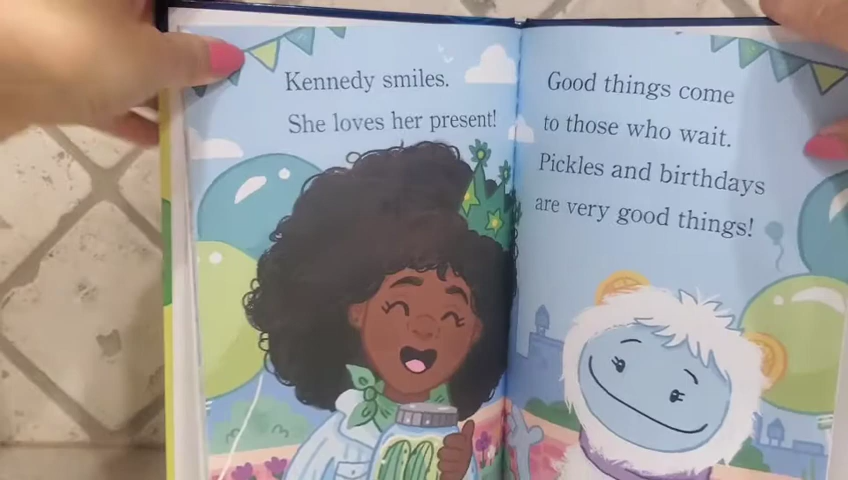 Kennedy smiles.
She loves her present!
Good things come
to those who wait.
Pickles and birthdays
are very good things!